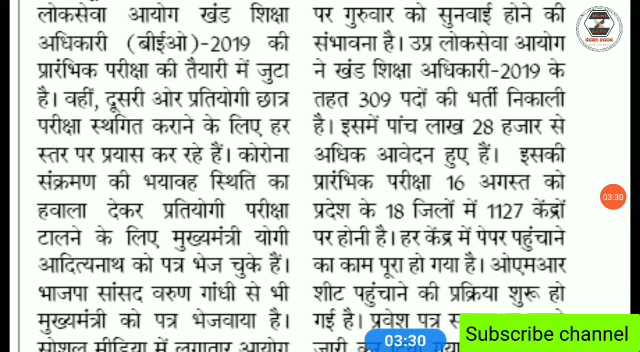 लोकसेवा आयोग खंड शिक्षा
अधिकारी (बीईओ)-2019 की
प्रारंभिक परीक्षा की तैयारी में जुटा
है। वहीं, दूसरी ओर प्रतियोगी छात्र
परीक्षा स्थगित कराने के लिए हर
स्तर पर प्रयास कर रहे हैं। कोरोना
संक्रमण की भयावह स्थिति का
हवाला देकर प्रतियोगी परीक्षा
टालने के लिए मुख्यमंत्री योगी
आदित्यनाथ को पत्र भेज चुके हैं।
भाजपा सांसद वरुण गांधी से भी
मुख्यमंत्री को पत्र भेजवाया है।
सोशल मीडिया में लगातार आयोग
पर गुरुवार को सुनवाई होने की
संभावना है। उप्र लोकसेवा आयोग
ने खंड शिक्षा अधिकारी-2019 के
तहत 309 पदों की भर्ती निकाली
है। इसमें पांच लाख 28 हजार से
अधिक आवेदन हुए हैं। इसकी
प्रारंभिक परीक्षा 16 अगस्त को
प्रदेश के 18 जिलों में 1127 केंद्रों
पर होनी है। हर केंद्र में पेपर पहुंचाने
का काम पूरा हो गया है। ओएमआर
शीट पहुंचाने की प्रक्रिया शुरू हो
गई है। प्रवेश पत्र
जारी कर
03:30
03:30
Subscribe channel